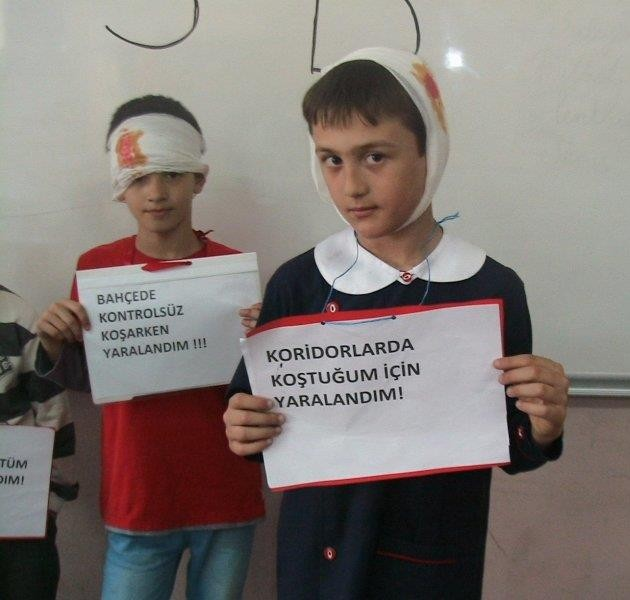 BAHÇEDE
KONTROLSÜZ
KOŞARKEN
YARALANDIM !!!
KORİDORLARDA
KOŞTUĞUM İÇİN
YARALANDIM!